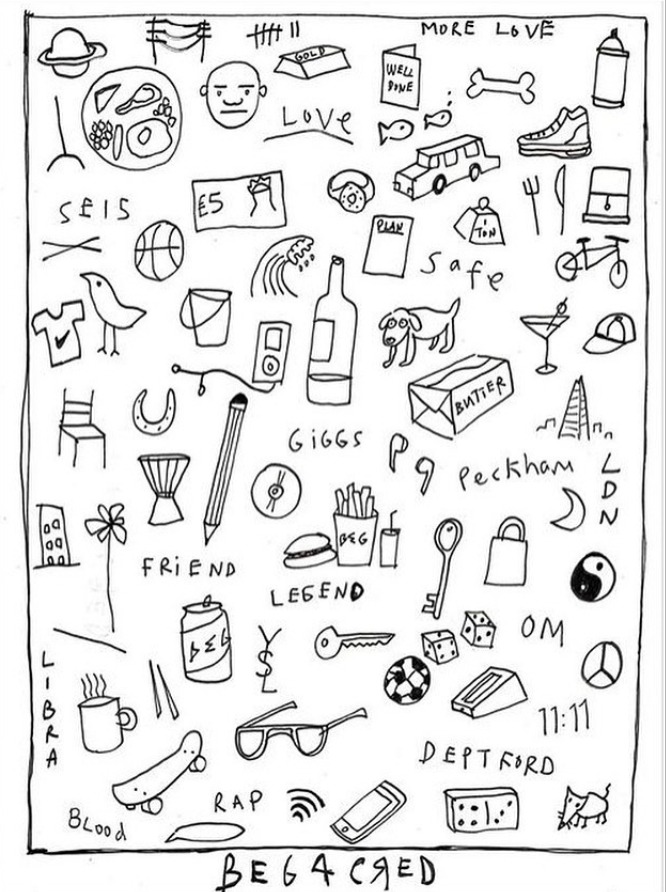 MORE LOVE
GOLD
WELL
DONE
LOVe
SEIS
£5
PLAN
1
TON
Safe
BUTTER
GiGGS
Peckham
LDN
BEG
FRiEND
LEGEND
BEG
YSL
OM
LIBRA
11:11
DEPTFORD
RAP
Blood
BEG4CRED